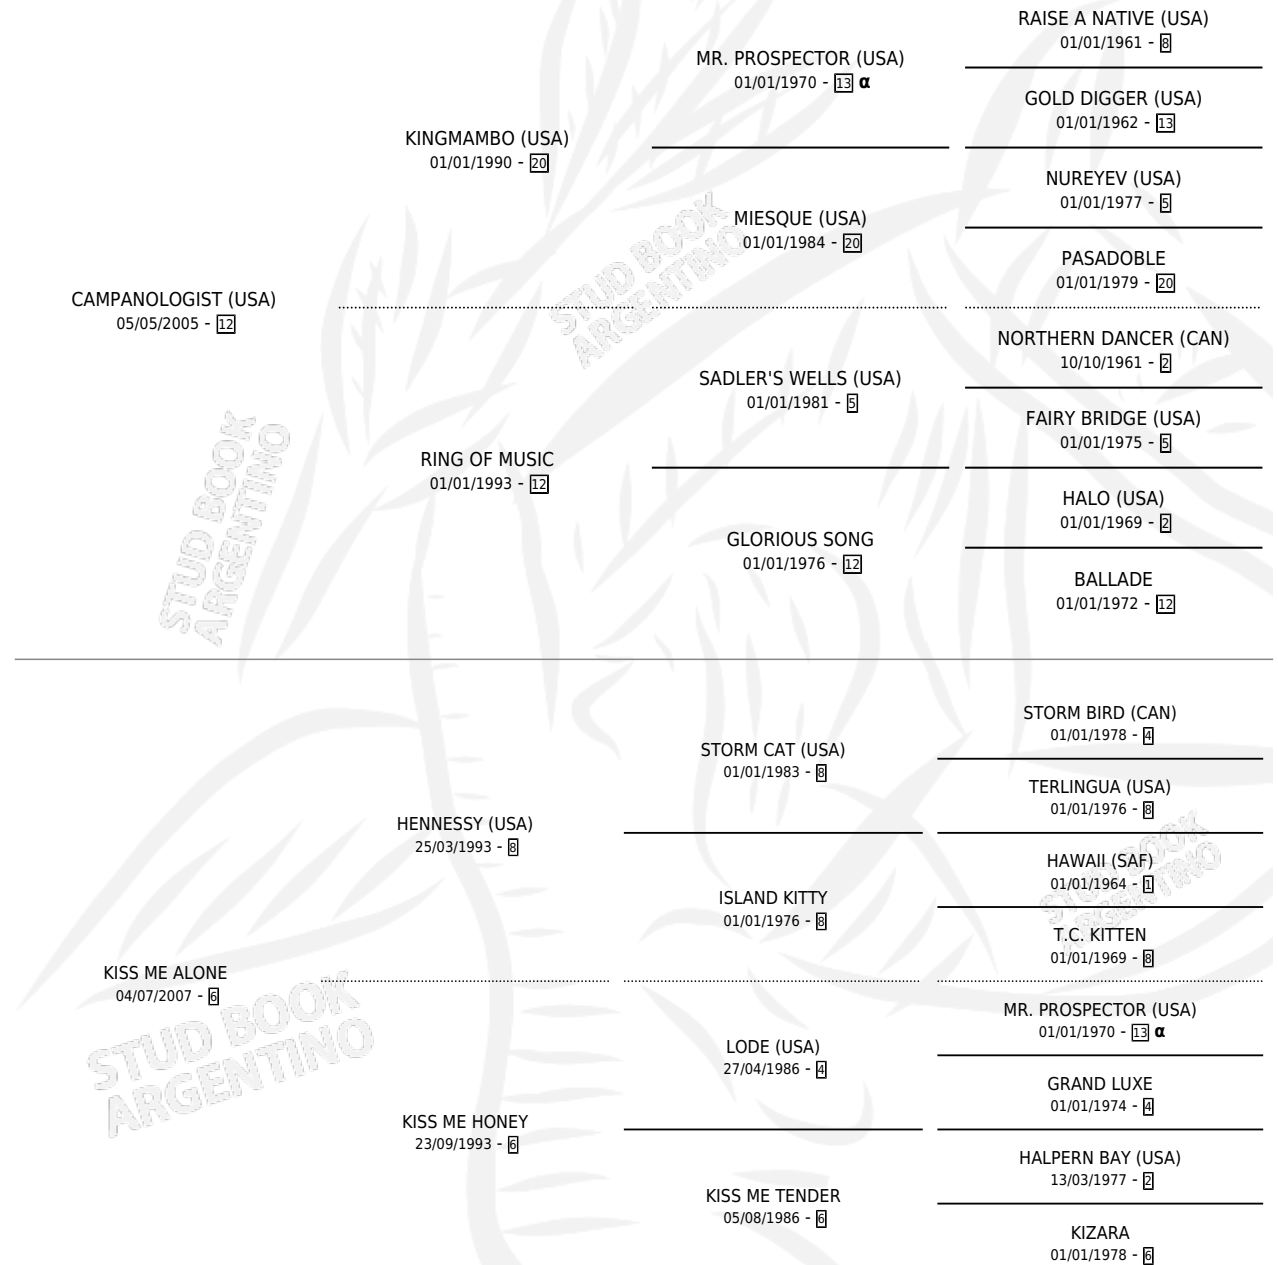 RAISE A NATIVE (USA)
01/01/1961 - 8
MR. PROSPECTOR (USA)
01/01/1970 - 13 α
GOLD DIGGER (USA)
01/01/1962 - 13
KINGMAMBO (USA)
01/01/1990 - 20
NUREYEV (USA)
01/01/1977 - 5
MIESQUE (USA)
01/01/1984 - 20
PASADOBLE
01/01/1979 - 20
CAMPANOLOGIST (USA)
05/05/2005 - 12
NORTHERN DANCER (CAN)
10/10/1961 - 2
SADLER'S WELLS (USA)
01/01/1981 - 5
FAIRY BRIDGE (USA)
01/01/1975 - 5
RING OF MUSIC
01/01/1993 - 12
HALO (USA)
01/01/1969 - 2
GLORIOUS SONG
01/01/1976 - 12
BALLADE
01/01/1972 - 12
STORM BIRD (CAN)
01/01/1978 - 4
STORM CAT (USA)
01/01/1983 - 8
TERLINGUA (USA)
01/01/1976 - 8
HENNESSY (USA)
25/03/1993 - 8
HAWAII (SAF)
01/01/1964 - 1
ISLAND KITTY
01/01/1976 - 8
T.C. KITTEN
01/01/1969 - 8
KISS ME ALONE
04/07/2007 - 6
MR. PROSPECTOR (USA)
01/01/1970 - 13 α
LODE (USA)
27/04/1986 - 4
GRAND LUXE
01/01/1974 - 4
KISS ME HONEY
23/09/1993 - 6
HALPERN BAY (USA)
13/03/1977 - 2
KISS ME TENDER
05/08/1986 - 6
KIZARA
01/01/1978 - 6
STUD BOOK
ARGENTINO
STUD BOOK
ARGENTINO
STUD BOOK
ARGENTINO
STUD BOOK
ARGENTINO